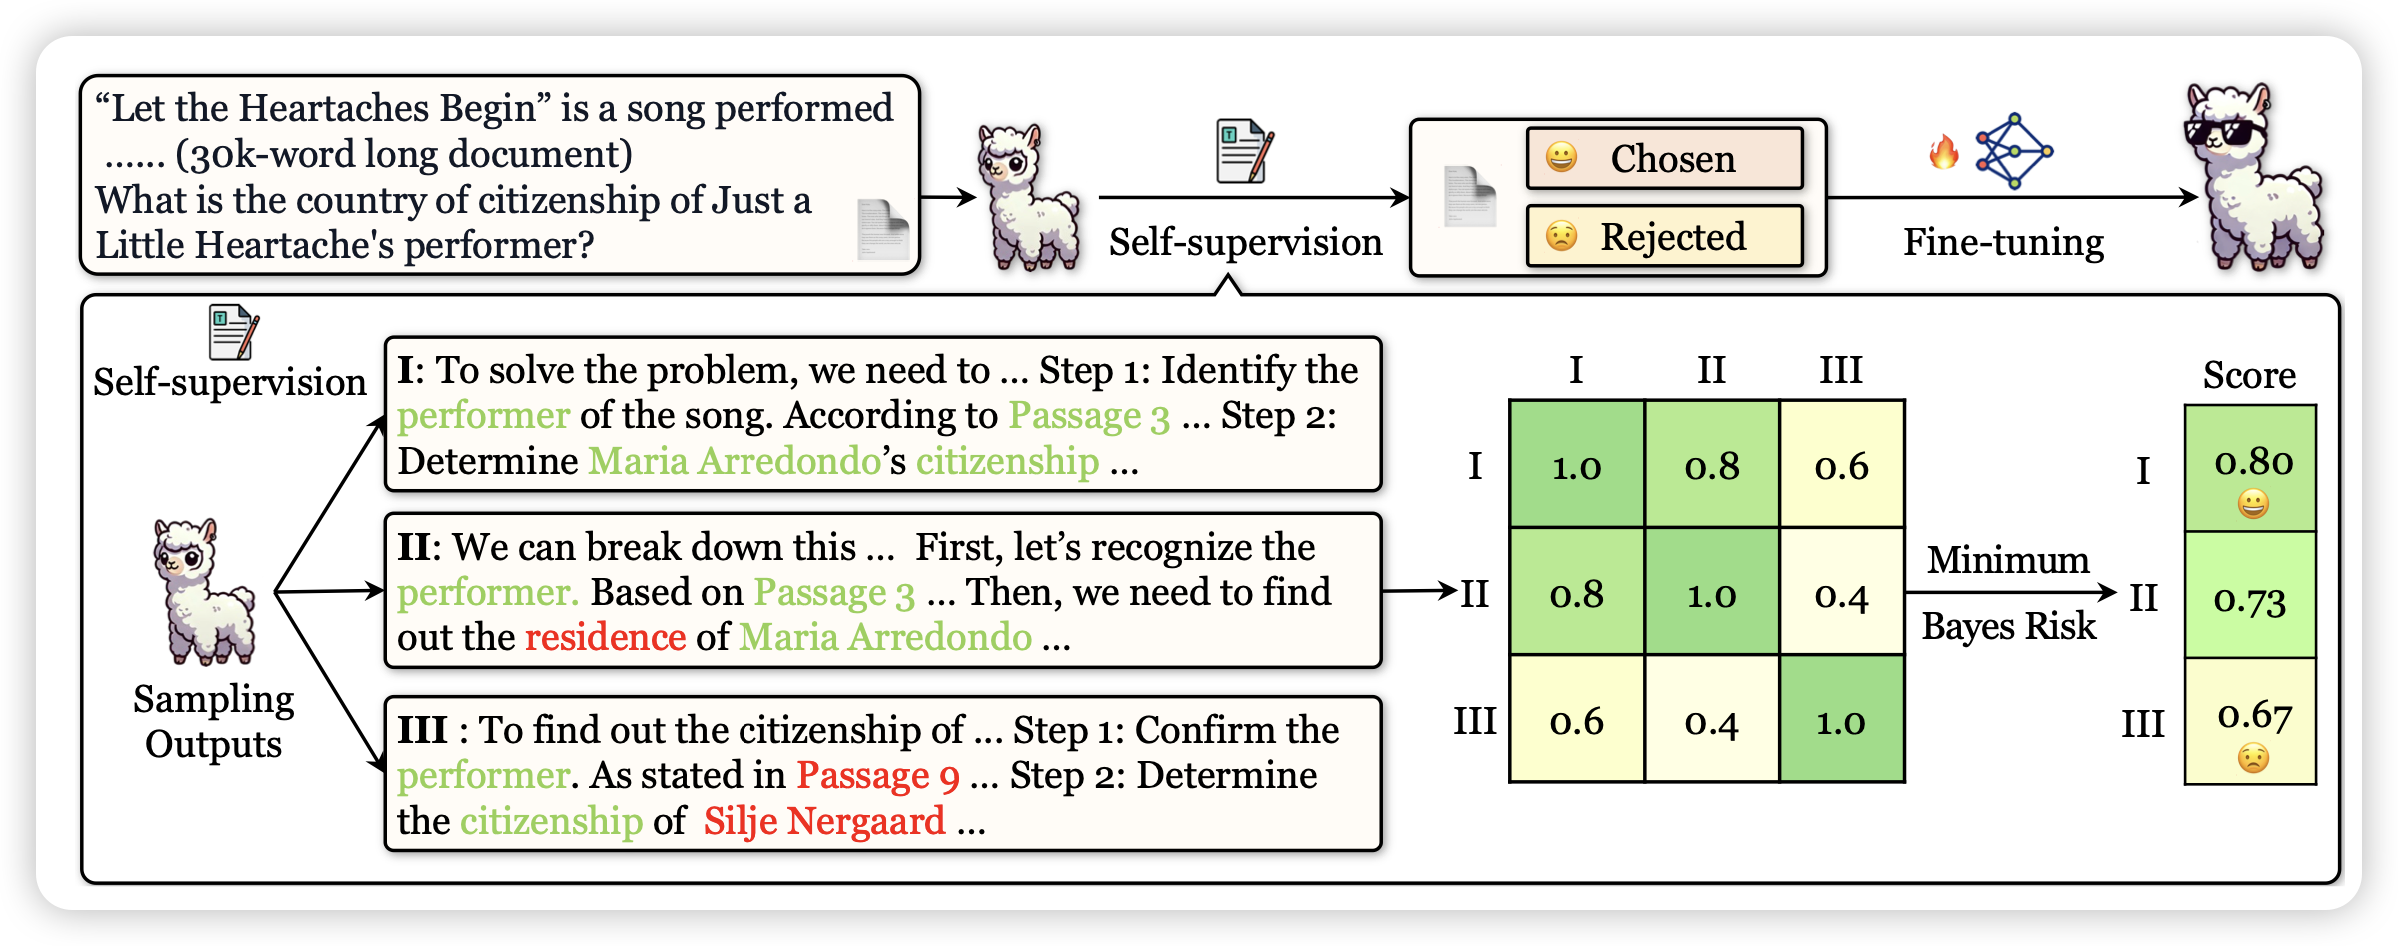 “Let the Heartaches Begin” is a song performed
...... (30k-word long document)
What is the country of citizenship of Just a
Little Heartache's performer?
Self-supervision
Chosen
Rejected
Fine-tuning
Self-supervision
Sampling
Outputs
I: To solve the problem, we need to ... Step 1: Identify the
performer of the song. According to Passage 3 ... Step 2:
Determine Maria Arredondo’s citizenship ...
II: We can break down this ... First, let’s recognize the
performer. Based on Passage 3 ... Then, we need to find
out the residence of Maria Arredondo ...
III : To find out the citizenship of ... Step 1: Confirm the
performer. As stated in Passage 9 ... Step 2: Determine
the citizenship of Silje Nergaard ...
I II III
I 1.0 0.8 0.6
II 0.8 1.0 0.4
III 0.6 0.4 1.0
Minimum
Bayes Risk
Score
I 0.80
II 0.73
III 0.67